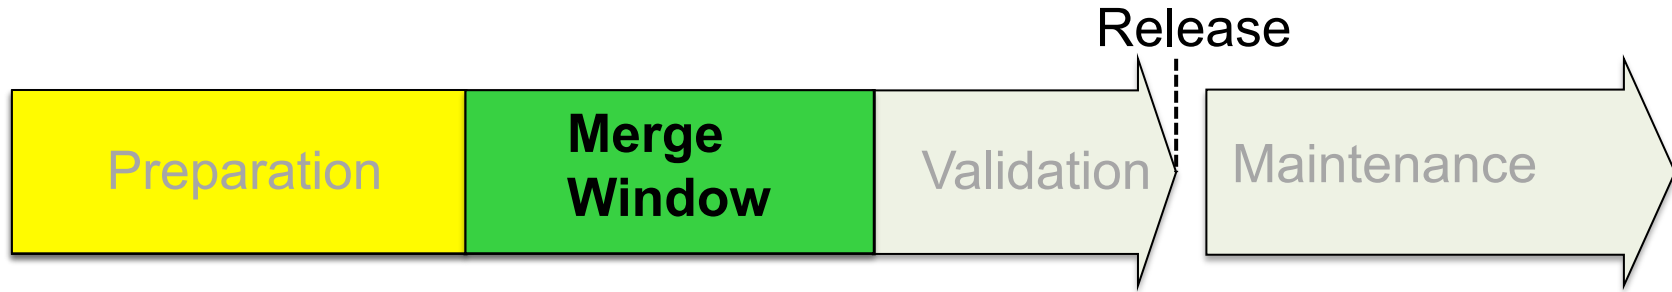 Release
Preparation
Merge
Window
Validation
Maintenance